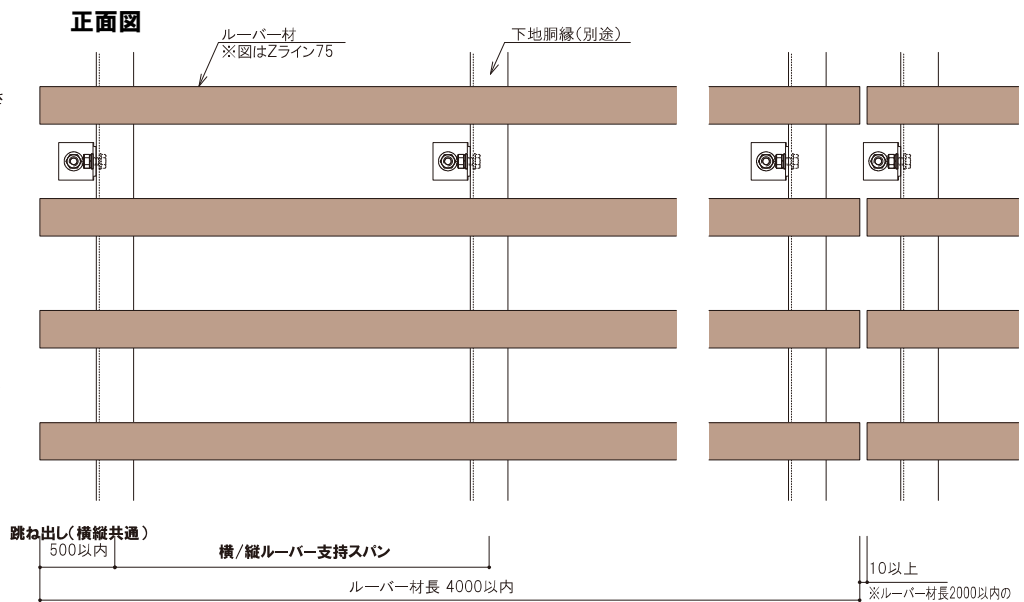 正面図
ルーバー材
※図はZライン75
下地胴縁(別途)
跳ね出し(横縦共通)
500以内
横/縦ルーバー支持スパン
ルーバー材長 4000以内
10以上
※ルーバー材長2000以内の